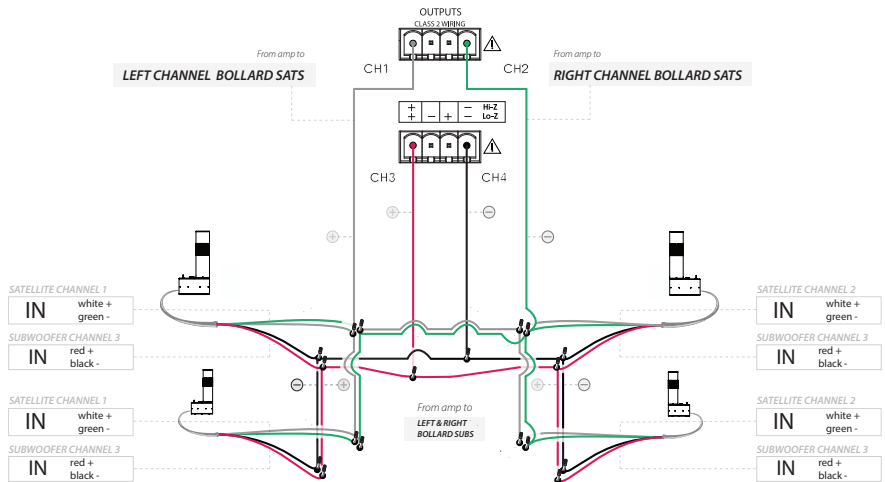 OUTPUTS
CLASS 2 WIRING
From amp to
LEFT CHANNEL BOLLARD SATS
CH1
CH2
From amp to
RIGHT CHANNEL BOLLARD SATS
+ − Hi-Z
+ − + − Lo-Z
CH3
CH4
+ −
+ −
SATELLITE CHANNEL 1
IN white +
green -
SUBWOOFER CHANNEL 3
IN red +
black -
SATELLITE CHANNEL 2
IN white +
green -
SUBWOOFER CHANNEL 3
IN red +
black -
− +
+ −
SATELLITE CHANNEL 1
IN white +
green -
SUBWOOFER CHANNEL 3
IN red +
black -
From amp to
LEFT & RIGHT
BOLLARD SUBS
SATELLITE CHANNEL 2
IN white +
green -
SUBWOOFER CHANNEL 3
IN red +
black -